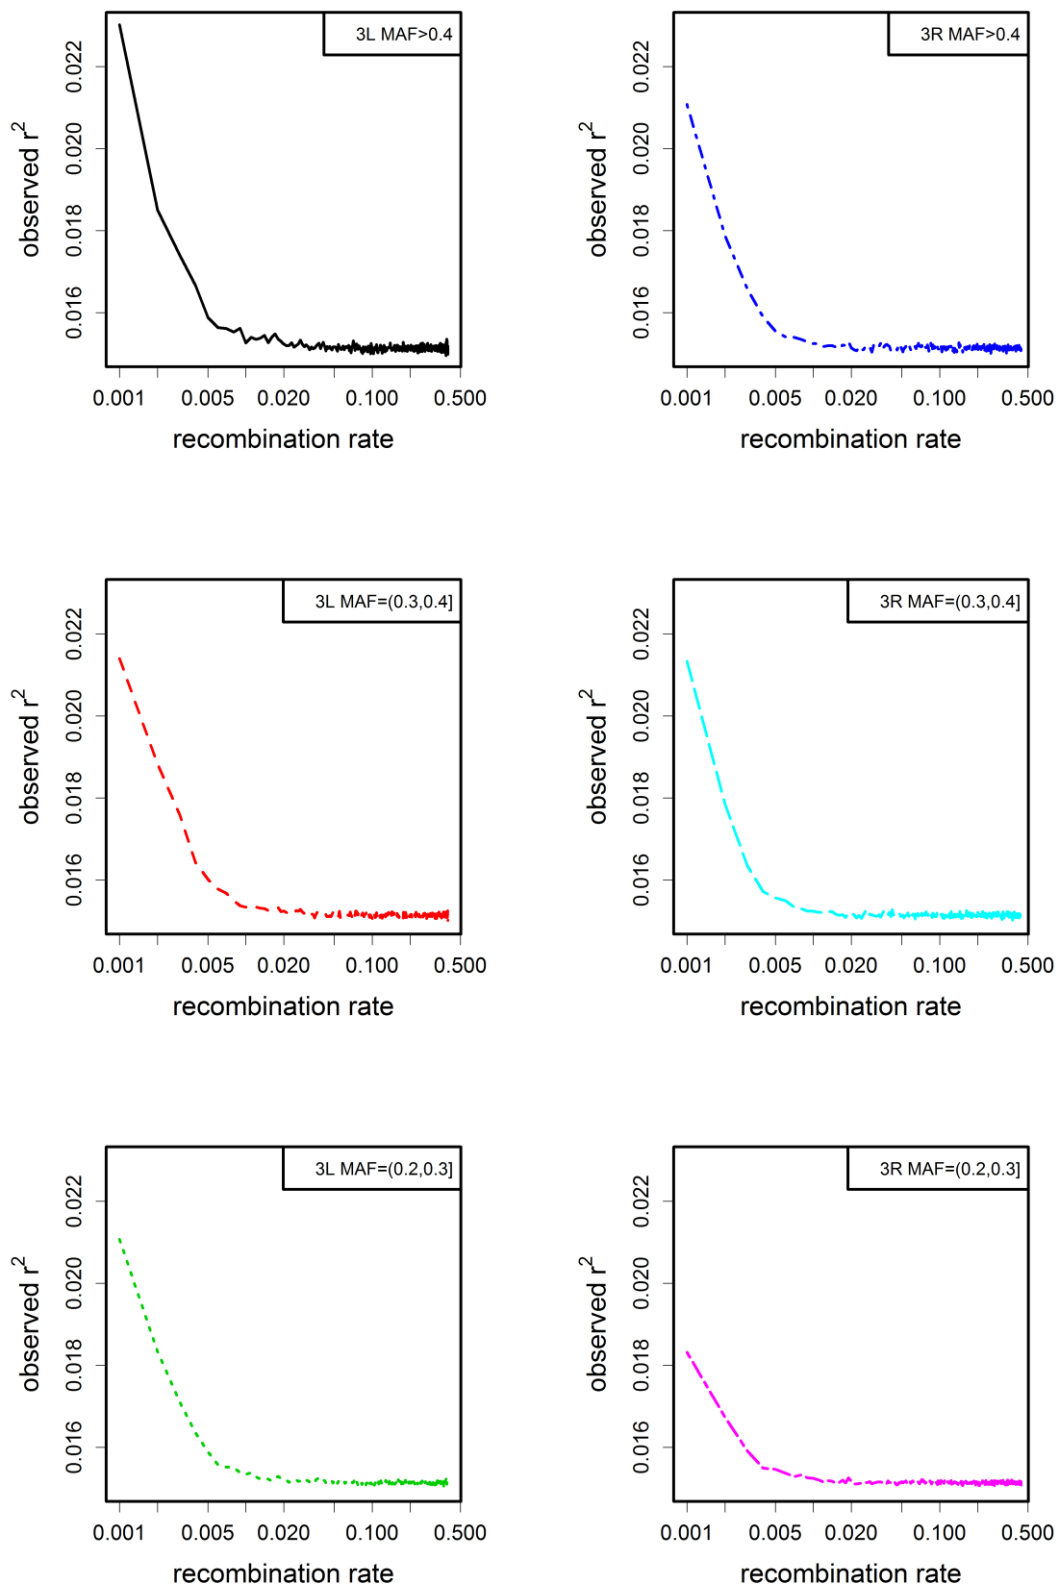 3L MAF>0.4
observed r²
0.022
0.020
0.018
0.016
0.001 0.005 0.020 0.100 0.500
recombination rate
3R MAF>0.4
observed r²
0.022
0.020
0.018
0.016
0.001 0.005 0.020 0.100 0.500
recombination rate
3L MAF=(0.3,0.4]
observed r²
0.022
0.020
0.018
0.016
0.001 0.005 0.020 0.100 0.500
recombination rate
3R MAF=(0.3,0.4]
observed r²
0.022
0.020
0.018
0.016
0.001 0.005 0.020 0.100 0.500
recombination rate
3L MAF=(0.2,0.3]
observed r²
0.022
0.020
0.018
0.016
0.001 0.005 0.020 0.100 0.500
recombination rate
3R MAF=(0.2,0.3]
observed r²
0.022
0.020
0.018
0.016
0.001 0.005 0.020 0.100 0.500
recombination rate